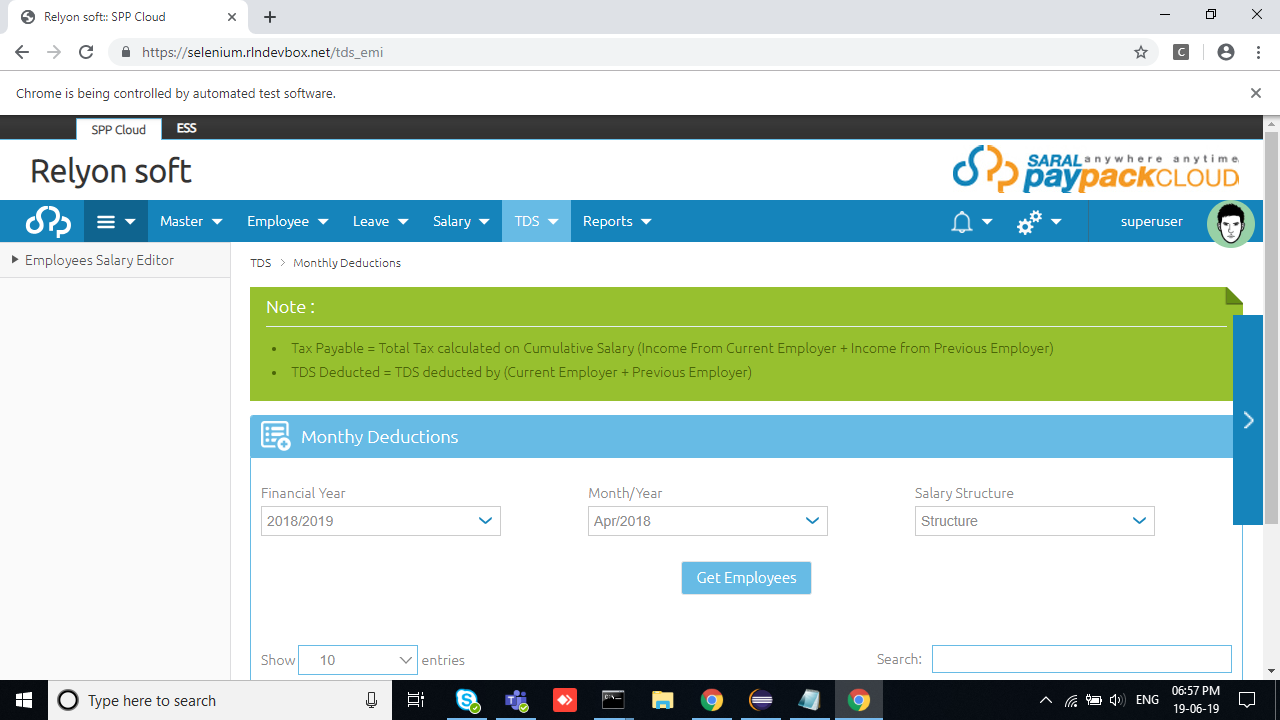 Relyon soft:: SPP Cloud
https://selenium.rlndevbox.net/tds_emi
C
Chrome is being controlled by automated test software.
SPP Cloud ESS
Relyon soft
SARAL anywhere anytime
paypackCLOUD
Master Employee Leave Salary TDS Reports superuser
Employees Salary Editor
TDS > Monthly Deductions
Note :
• Tax Payable = Total Tax calculated on Cumulative Salary (Income From Current Employer + Income from Previous Employer)
• TDS Deducted = TDS deducted by (Current Employer + Previous Employer)
Monthy Deductions
Financial Year Month/Year Salary Structure
2018/2019 Apr/2018 Structure
Get Employees
Show 10 entries Search:
Type here to search
ENG
06:57 PM
19-06-19